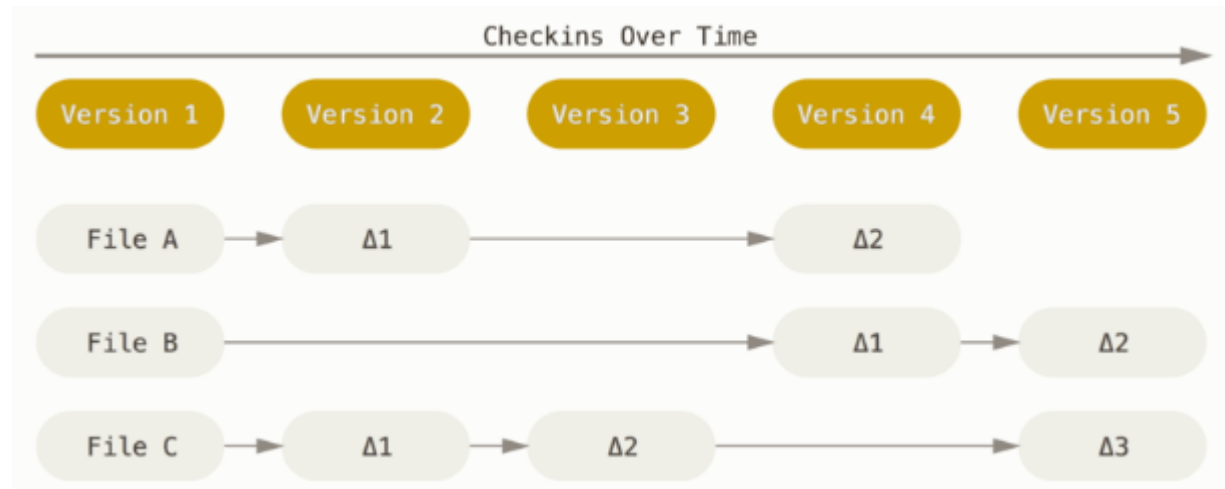 Checkins Over Time
Version 1 Version 2 Version 3 Version 4 Version 5
File A Δ1 Δ2
File B Δ1 Δ2
File C Δ1 Δ2 Δ3